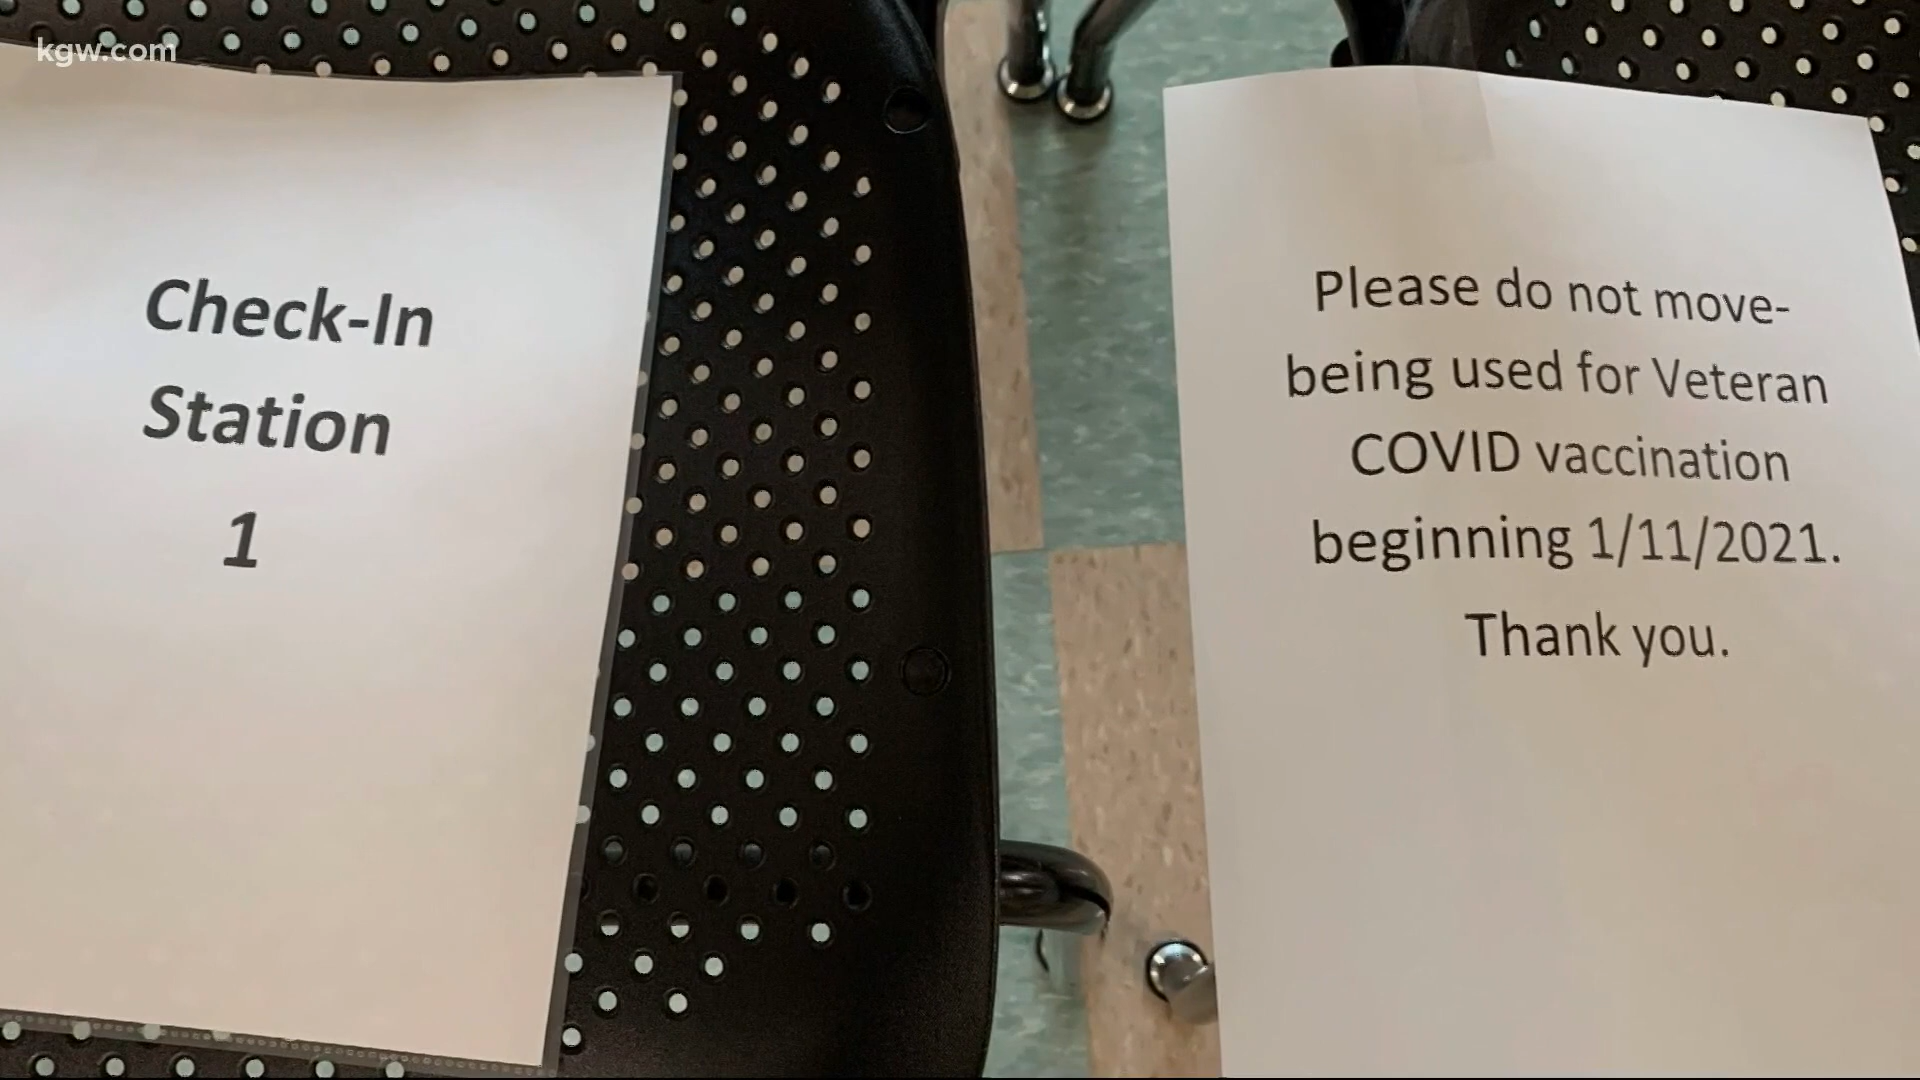 kgw.com
Check-In
Station
1
Please do not move-
being used for Veteran
COVID vaccination
beginning 1/11/2021.
Thank you.